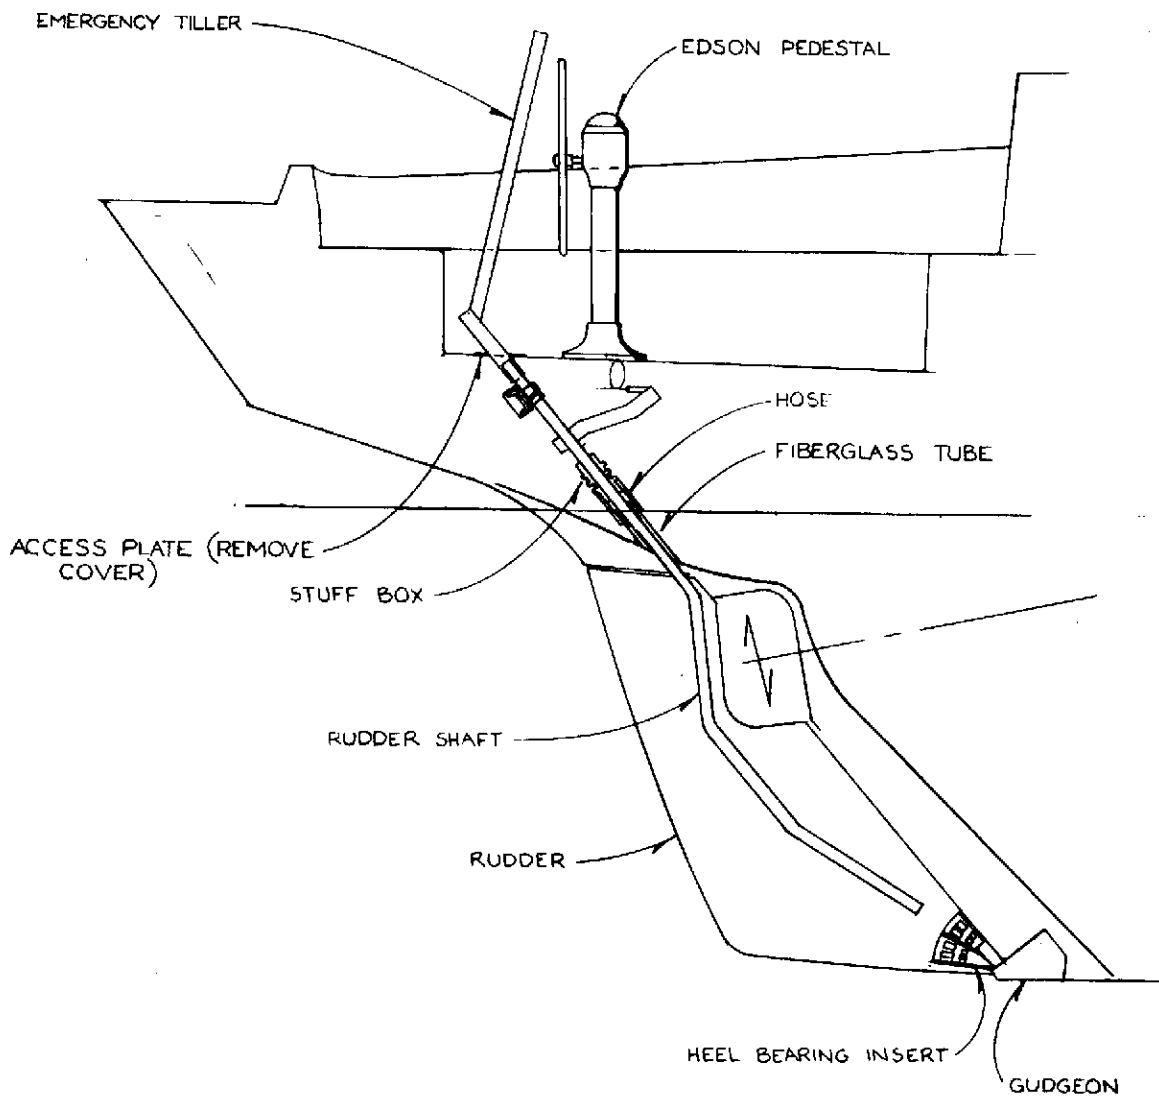 EMERGENCY TILLER
EDSON PEDESTAL
HOSE
FIBERGLASS TUBE
ACCESS PLATE (REMOVE
COVER)
STUFF BOX
RUDDER SHAFT
RUDDER
HEEL BEARING INSERT
GUDGEON